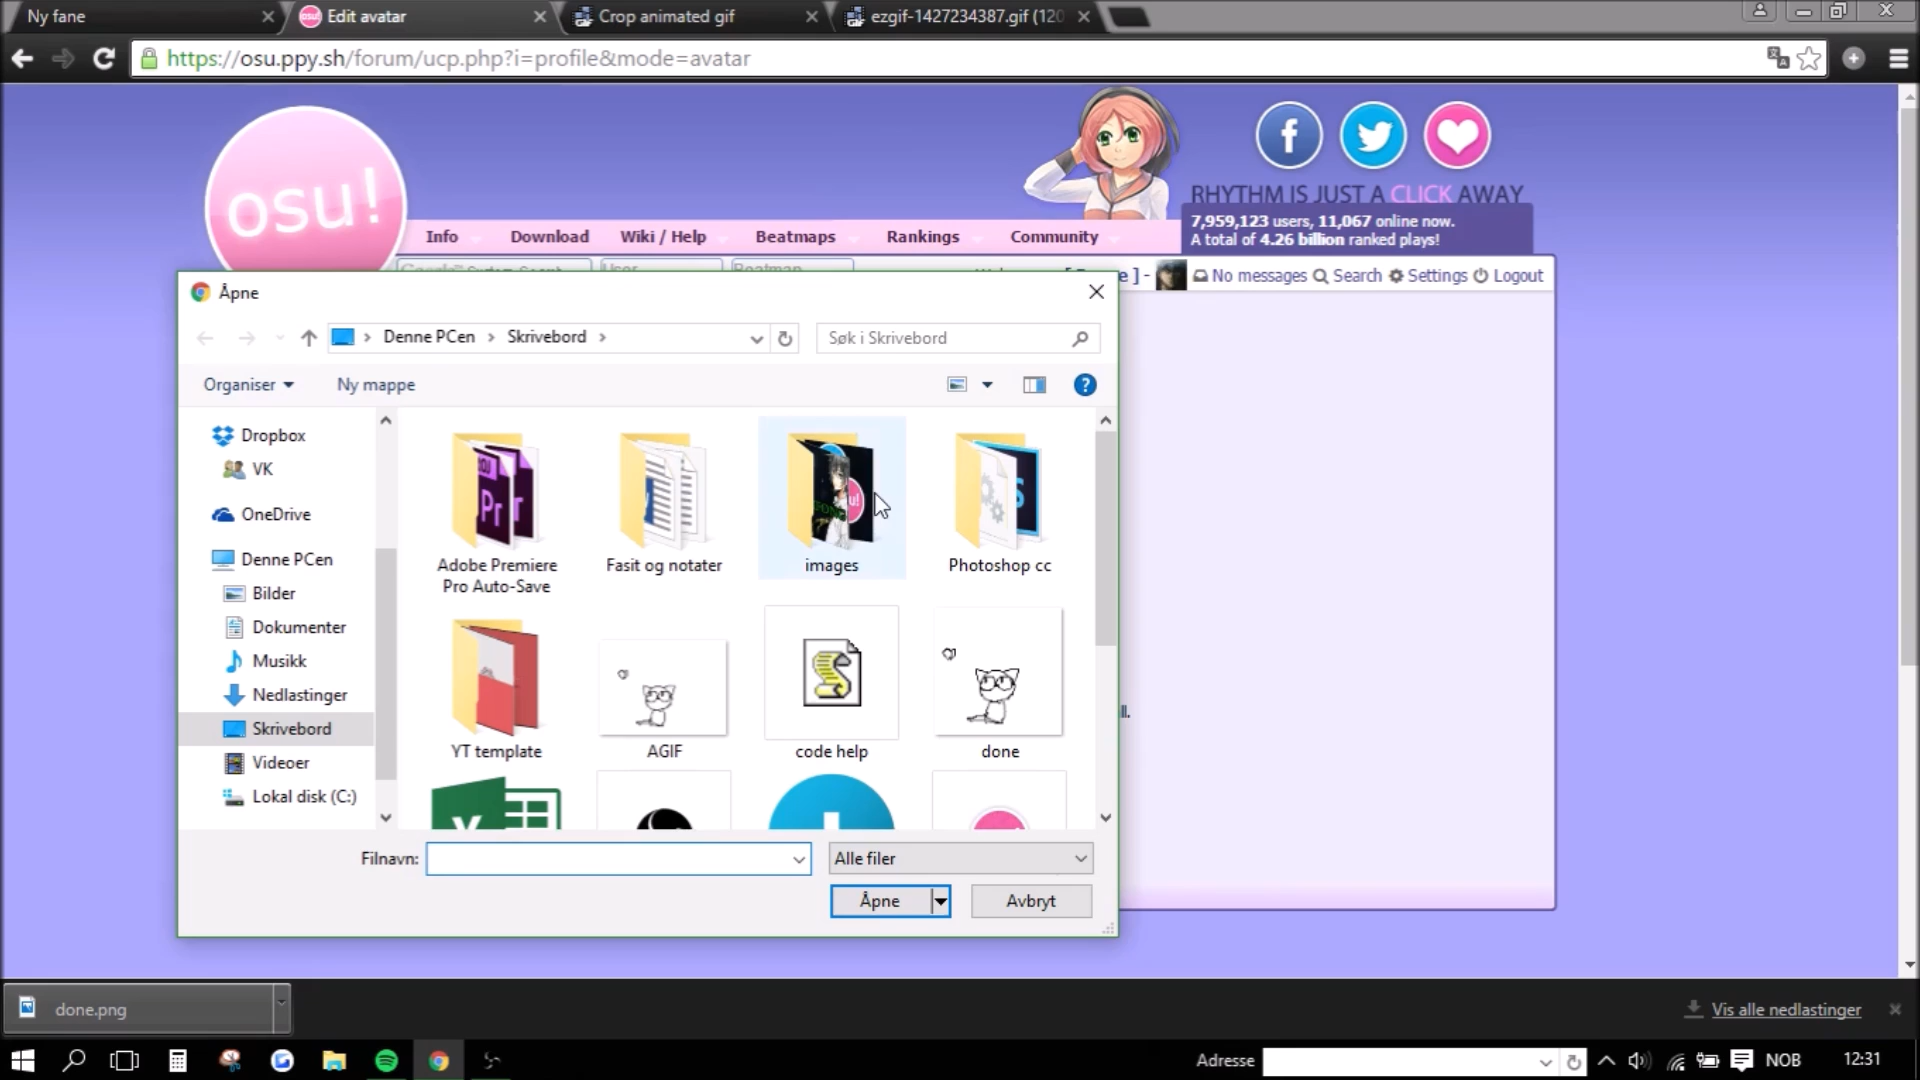 Ny fane
Edit avatar
Crop animated gif
ezgif-1427234387.gif (120
https://osu.ppy.sh/forum/ucp.php?i=profile&mode=avatar
osu!
RHYTHM IS JUST A CLICK AWAY
7,959,123 users, 11,067 online now.
A total of 4.26 billion ranked plays!
Info
Download
Wiki / Help
Beatmaps
Rankings
Community
User
Beatmap
e ] -
No messages
Search
Settings
Logout
Åpne
Denne PCen
Skrivebord
Søk i Skrivebord
Organiser
Ny mappe
Dropbox
VK
OneDrive
Denne PCen
Bilder
Dokumenter
Musikk
Nedlastinger
Skrivebord
Videoer
Lokal disk (C:)
Adobe Premiere
Pro Auto-Save
Fasit og notater
images
Photoshop cc
YT template
AGIF
code help
done
ll.
Filnavn:
Alle filer
Åpne
Avbryt
done.png
Vis alle nedlastinger
Adresse
NOB
12:31